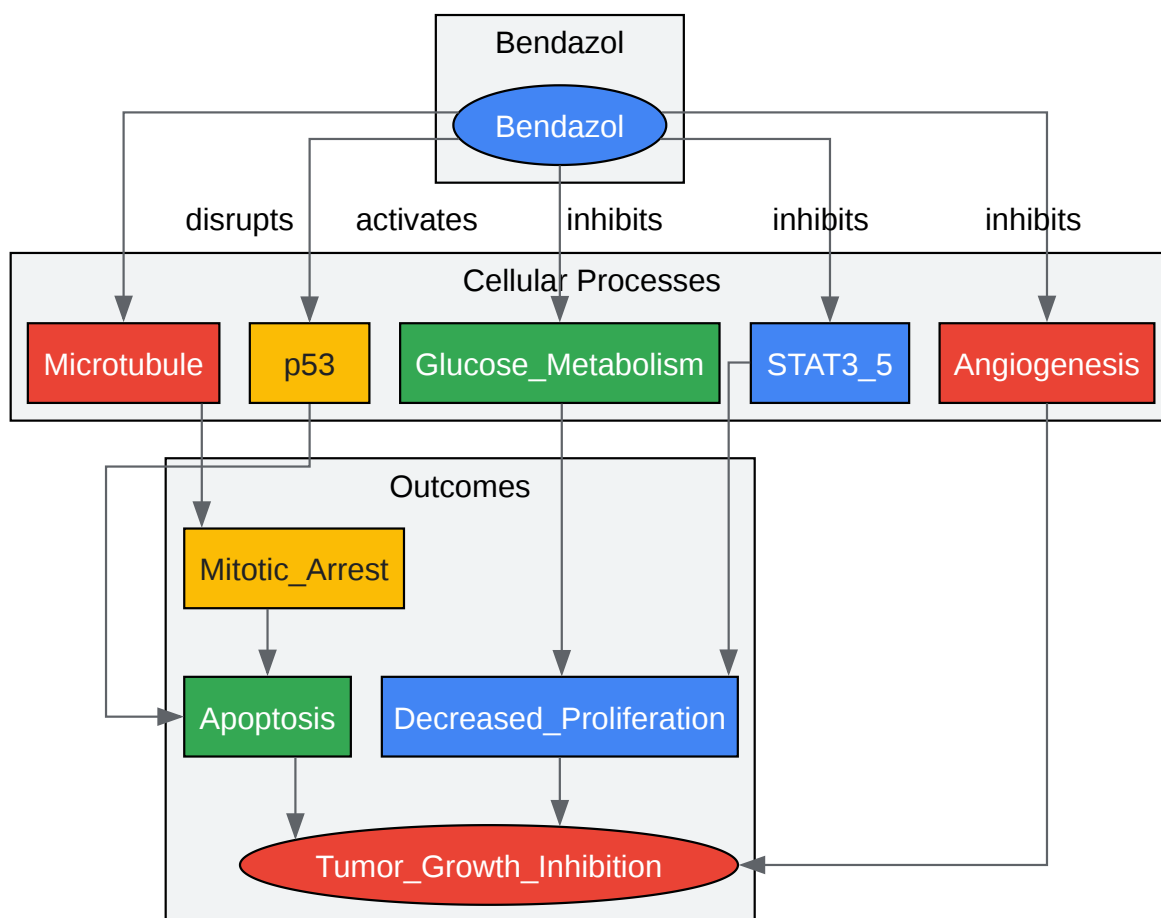 Bendazol
Bendazol
disrupts
activates
inhibits
inhibits
inhibits
Cellular Processes
Microtubule
p53
Glucose_Metabolism
STAT3_5
Angiogenesis
Outcomes
Mitotic_Arrest
Apoptosis
Decreased_Proliferation
Tumor_Growth_Inhibition